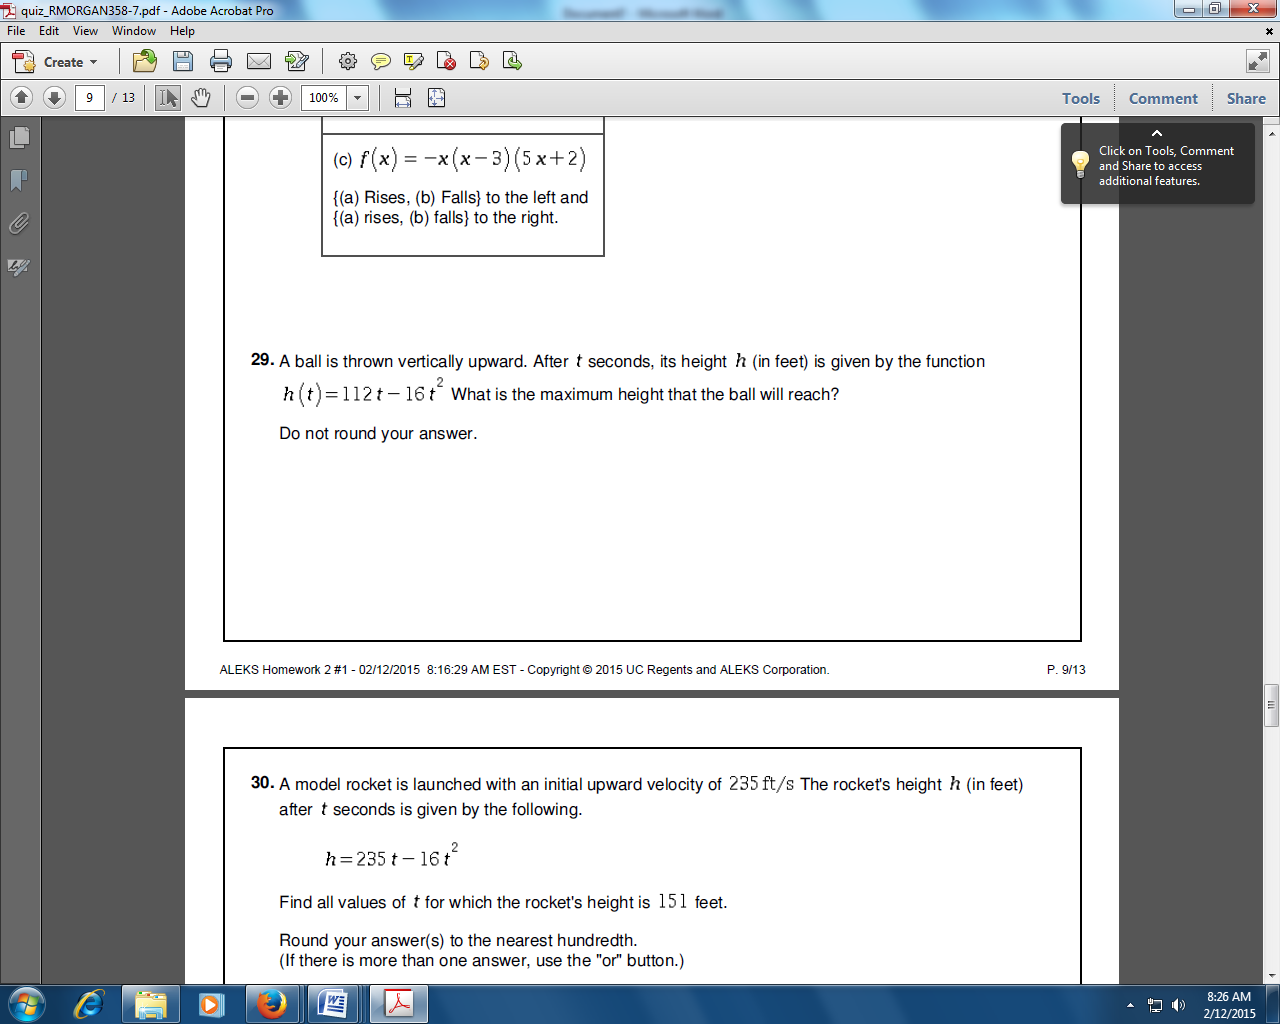 quiz_RMORGAN358-7.pdf - Adobe Acrobat Pro
File Edit View Window Help
Create
9 / 13 100% Tools Comment Share
Click on Tools, Comment
and Share to access
additional features.
(c) f(x) = −x(x−3)(5x+2)
{(a) Rises, (b) Falls} to the left and
{(a) rises, (b) falls} to the right.
29. A ball is thrown vertically upward. After t seconds, its height h (in feet) is given by the function
h(t)=112t−16t² What is the maximum height that the ball will reach?
Do not round your answer.
ALEKS Homework 2 #1 - 02/12/2015 8:16:29 AM EST - Copyright © 2015 UC Regents and ALEKS Corporation. P. 9/13
30. A model rocket is launched with an initial upward velocity of 235 ft/s The rocket's height h (in feet)
after t seconds is given by the following.
h=235t−16t²
Find all values of t for which the rocket's height is 151 feet.
Round your answer(s) to the nearest hundredth.
(If there is more than one answer, use the "or" button.)
8:26 AM
2/12/2015